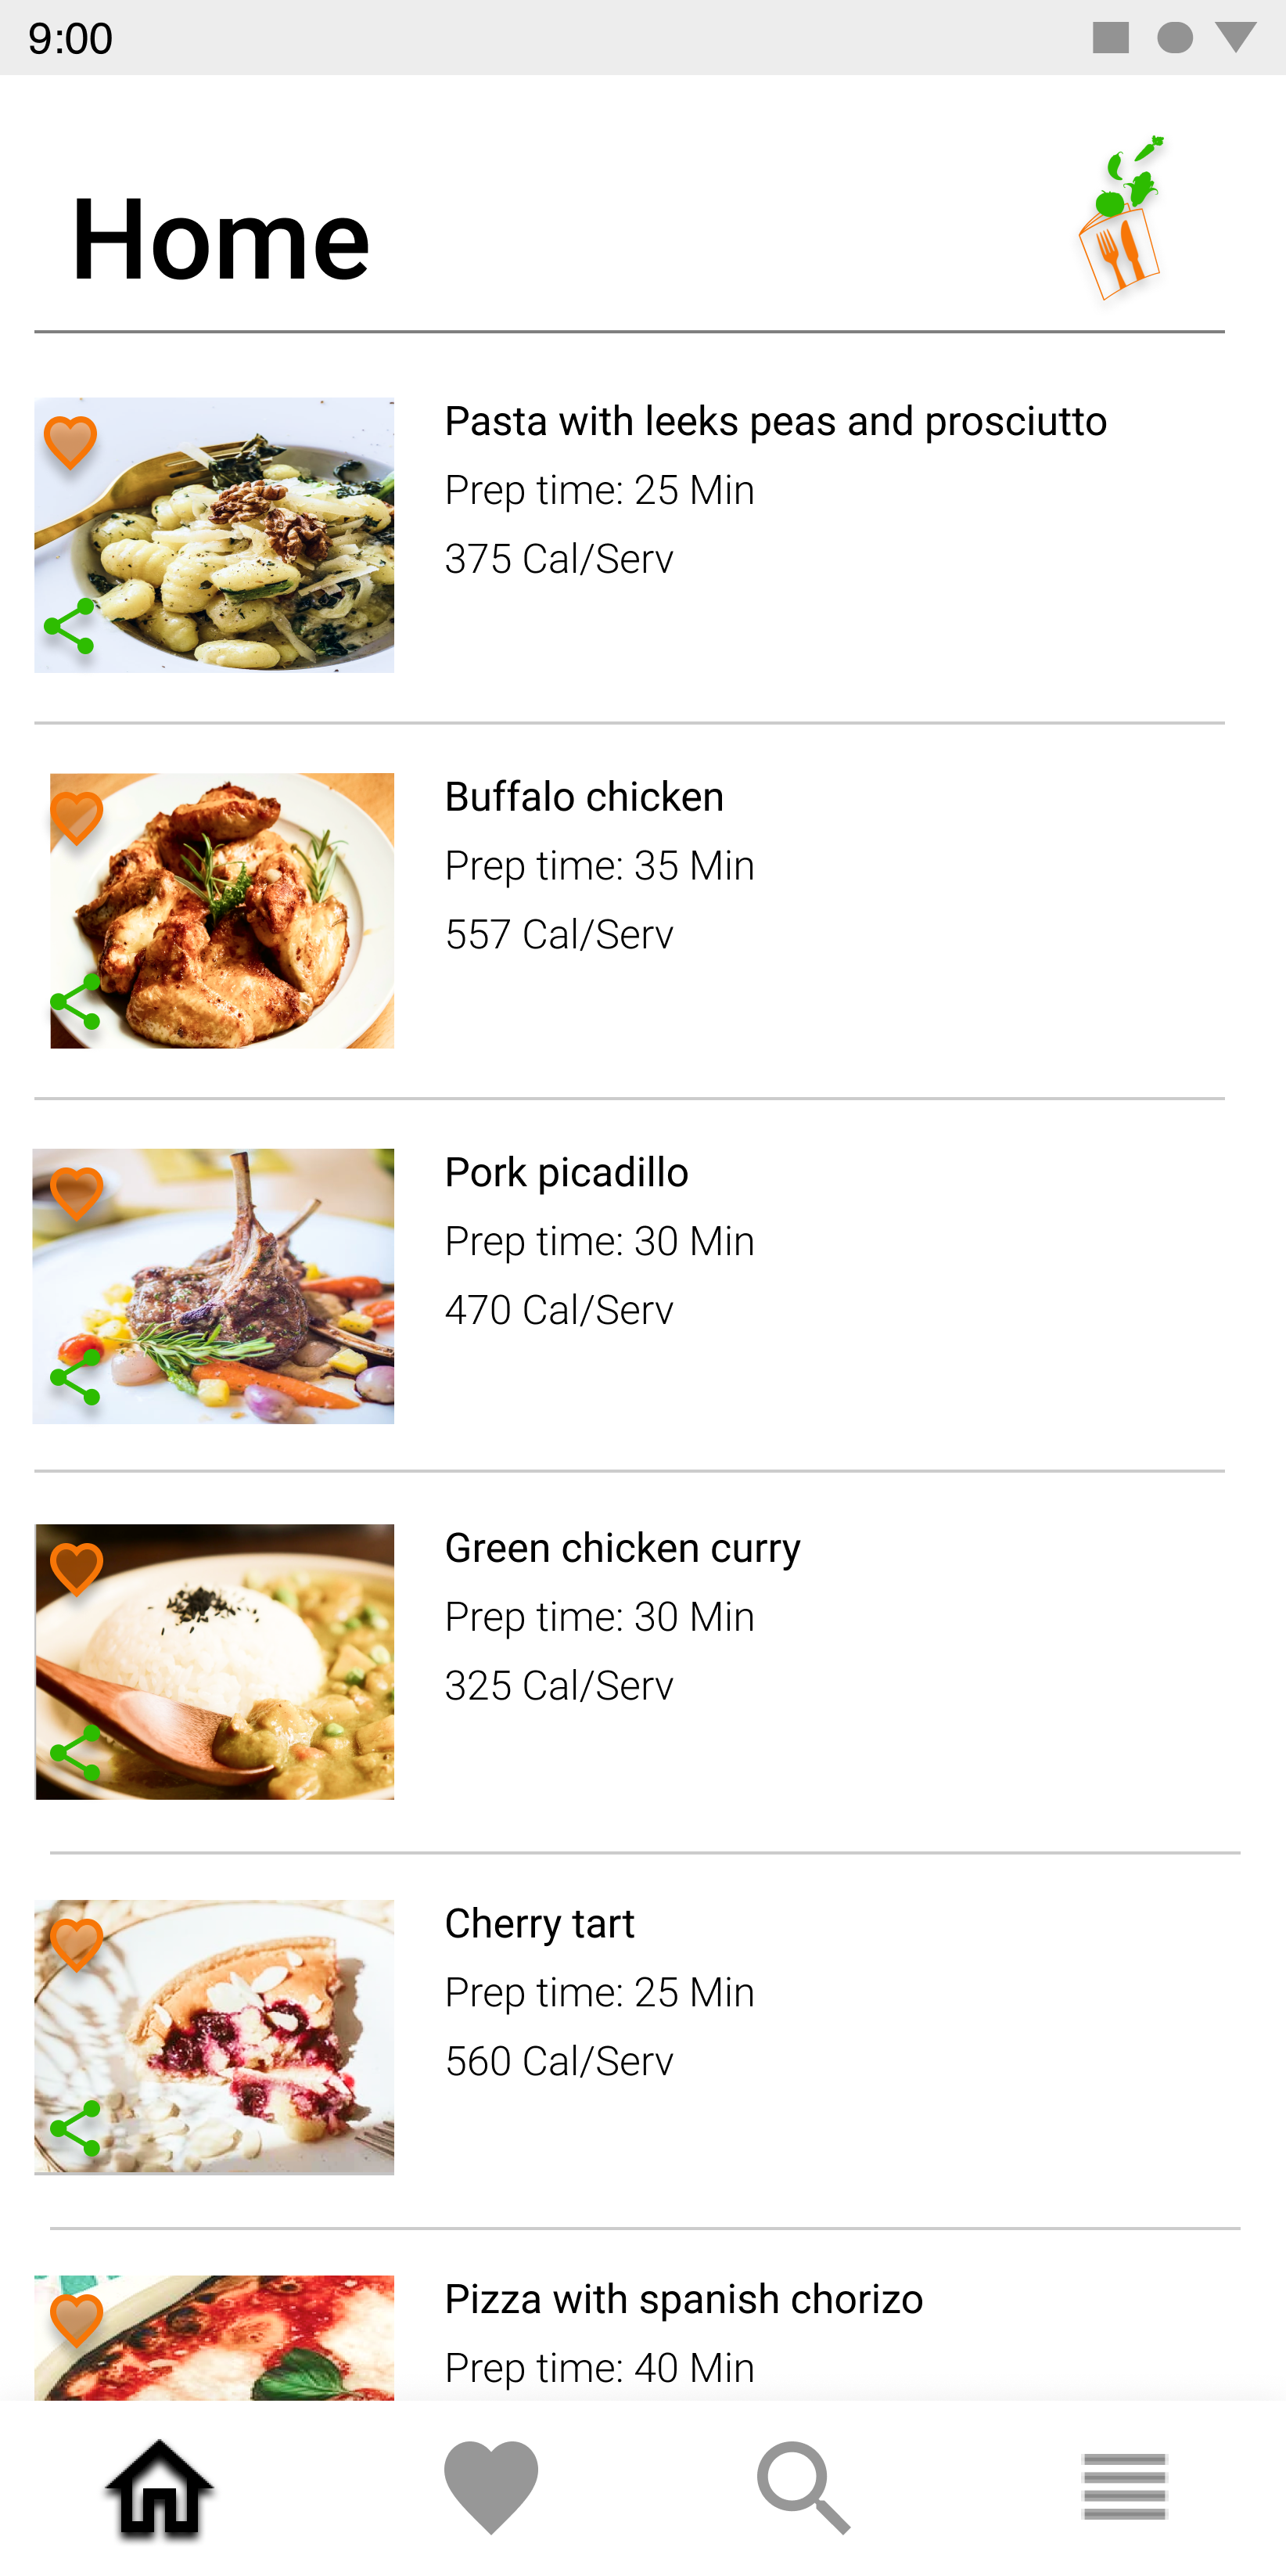 9:00
Home
Pasta with leeks peas and prosciutto
Prep time: 25 Min
375 Cal/Serv
Buffalo chicken
Prep time: 35 Min
557 Cal/Serv
Pork picadillo
Prep time: 30 Min
470 Cal/Serv
Green chicken curry
Prep time: 30 Min
325 Cal/Serv
Cherry tart
Prep time: 25 Min
560 Cal/Serv
Pizza with spanish chorizo
Prep time: 40 Min